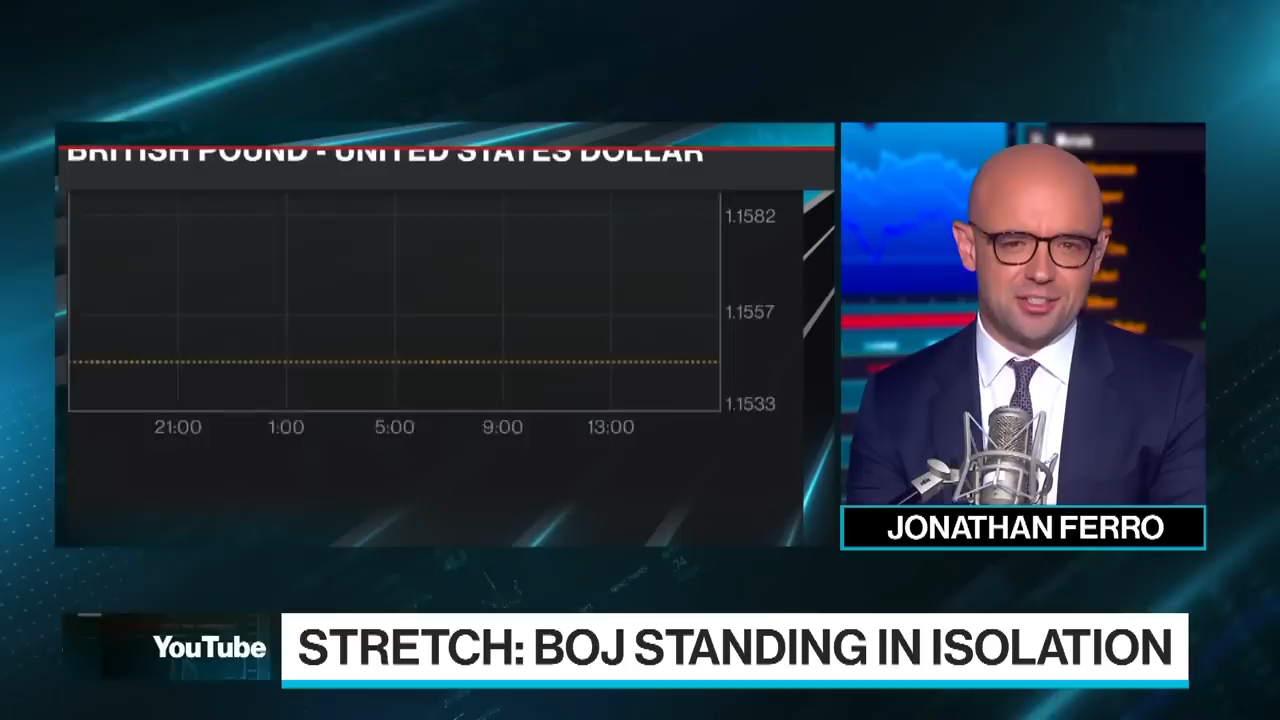 BRITISH POUND - UNITED STATES DOLLAR
1.1582
1.1557
1.1533
21:00 1:00 5:00 9:00 13:00
JONATHAN FERRO
YouTube
STRETCH: BOJ STANDING IN ISOLATION